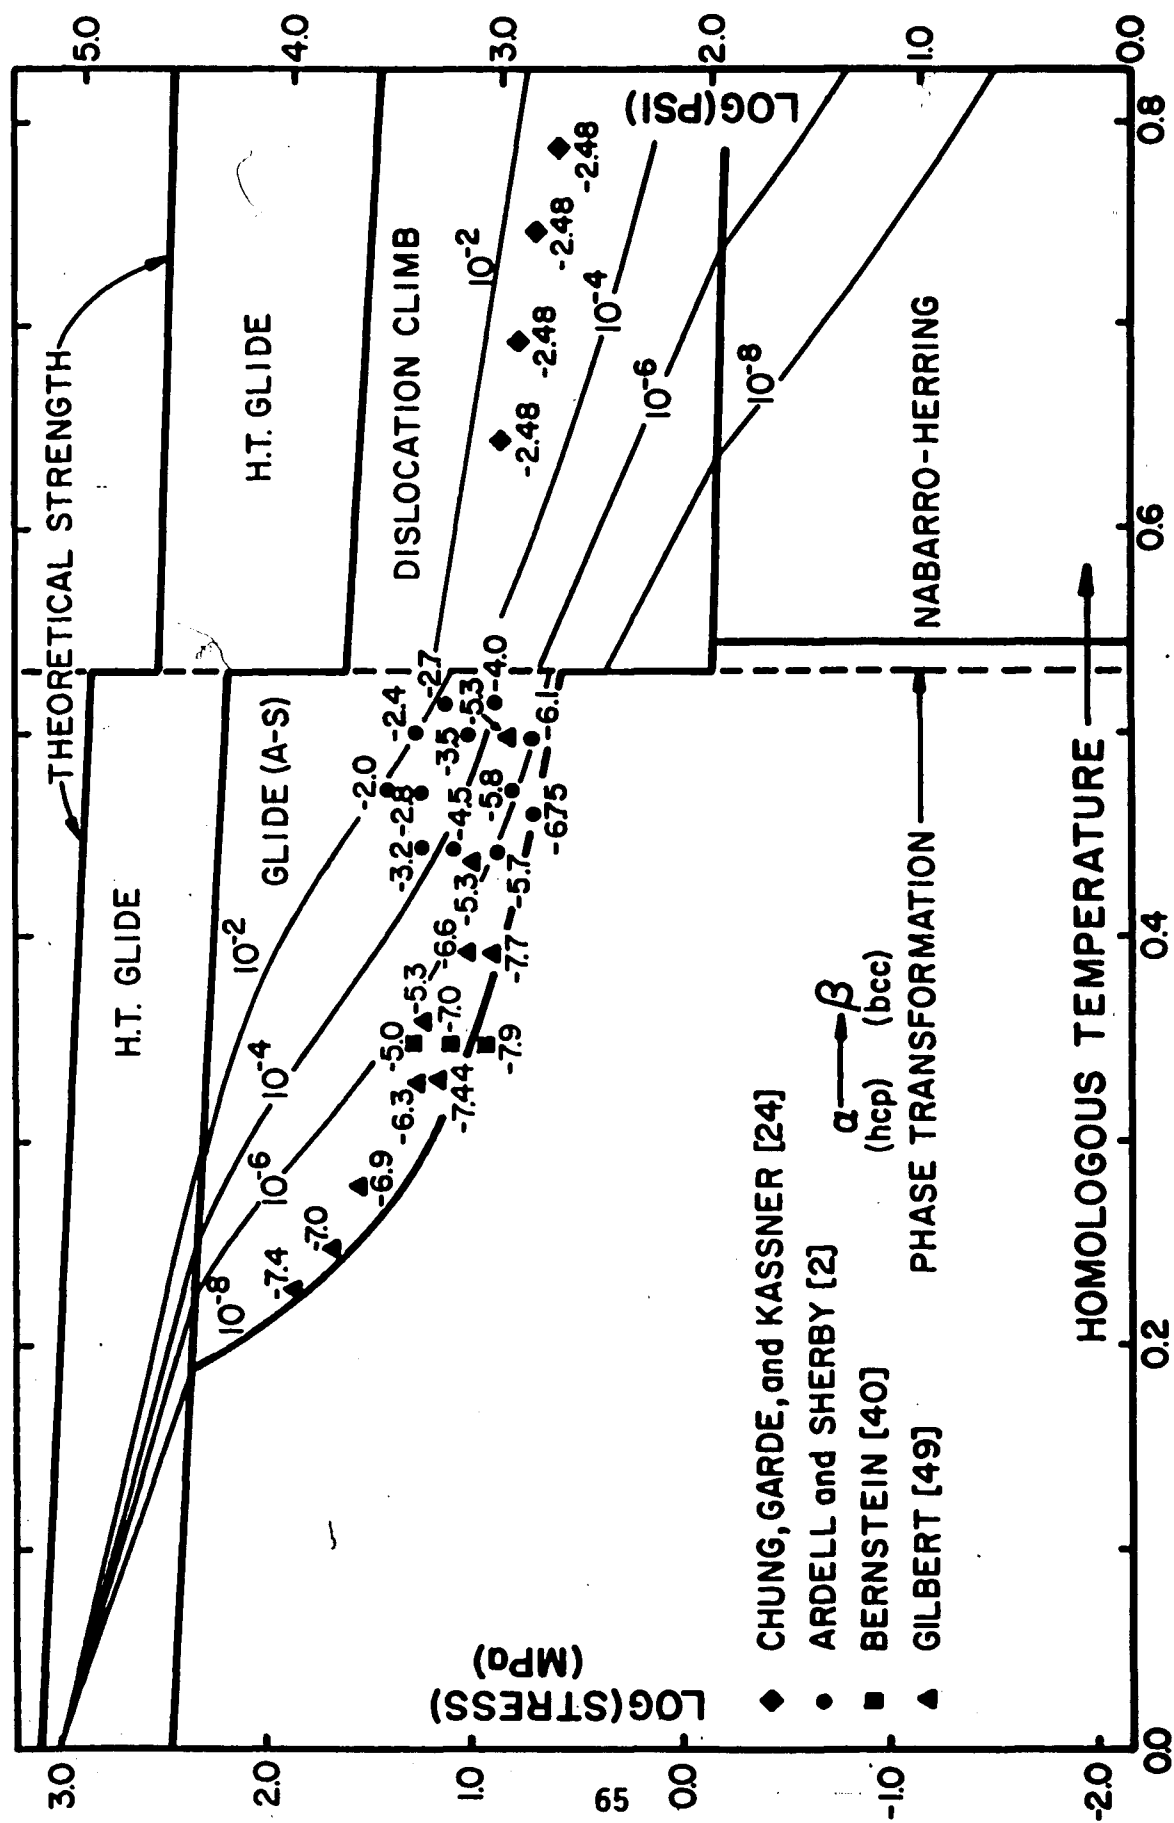 THEORETICAL STRENGTH
H.T. GLIDE
H.T. GLIDE
GLIDE (A-S)
DISLOCATION CLIMB
NABARRO-HERRING
10⁻²
10⁻⁴
10⁻⁶
10⁻⁸
10⁻²
10⁻⁴
10⁻⁶
10⁻⁸
-7.4
-7.0
-6.9
-6.3
-7.44
-5.0
-7.0
-7.9
-5.3
-6.6
-7.7
-5.3
-5.7
-3.2
-2.8
-4.5
-2.0
-5.8
-6.75
-2.4
-3.5
-5.3
-6.1
-2.7
-4.0
-2.48
-2.48
-2.48
-2.48
◆ CHUNG, GARDE, and KASSNER [24]
● ARDELL and SHERBY [2]
■ BERNSTEIN [40]
▲ GILBERT [49]
α → β
(hcp) (bcc)
PHASE TRANSFORMATION
HOMOLOGOUS TEMPERATURE
0.0 0.2 0.4 0.6 0.8
LOG(STRESS)
(MPa)
3.0
2.0
1.0
0.0
-1.0
-2.0
LOG(PSI)
5.0
4.0
3.0
2.0
1.0
0.0
59